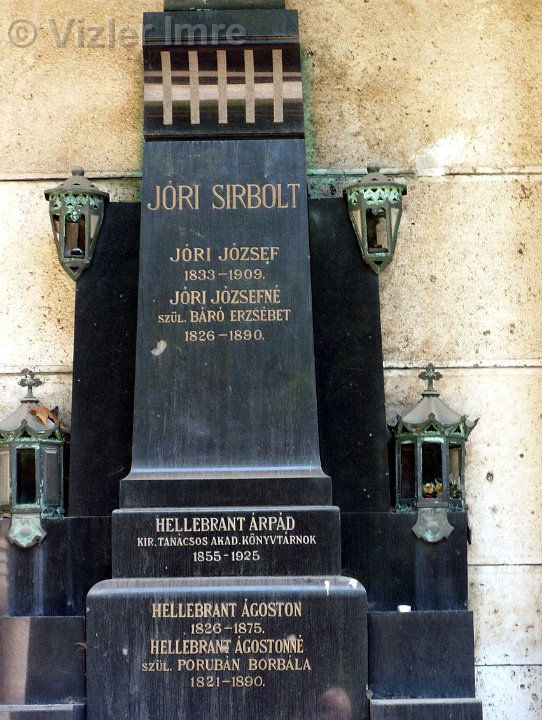 © Vizler Imre
JÓRI SIRBOLT
JÓRI JÓZSEF
1833-1909.
JÓRI JÓZSEFNÉ
SZÜL. BÁRÓ ERZSÉBET
1826-1890.
HELLEBRANT ÁRPÁD
KIR. TANÁCSOS AKAD. KÖNYVTÁRNOK
1855-1925
HELLEBRANT ÁGOSTON
1826-1875.
HELLEBRANT ÁGOSTONNÉ
SZÜL. PORUBÁN BORBÁLA
1821-1890.